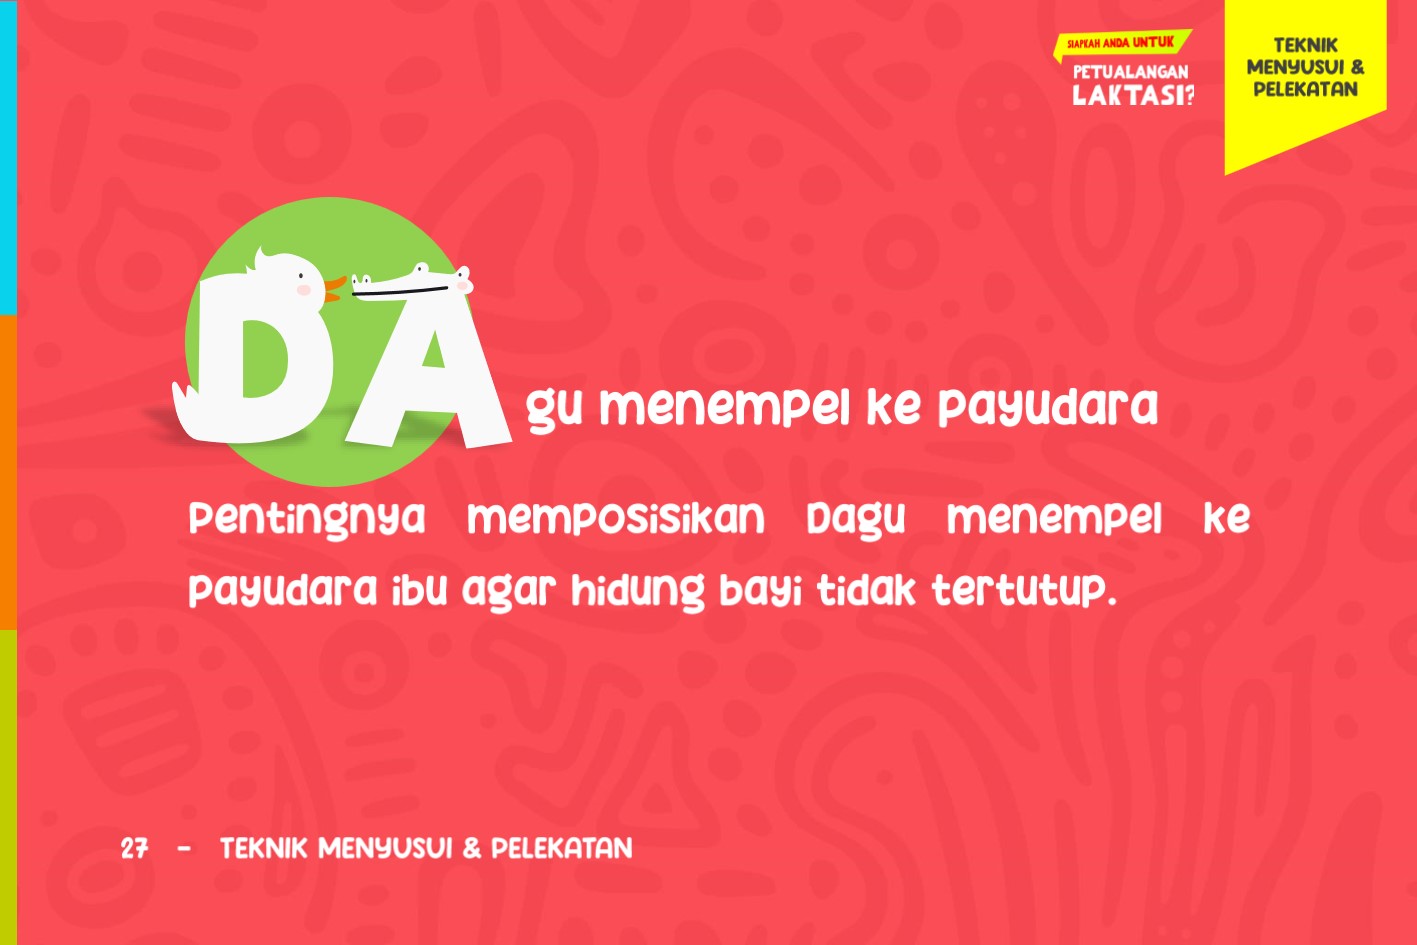 SIAPKAH ANDA UNTUK
PETUALANGAN
LAKTASI?
TEKNIK
MENYUSUI &
PELEKATAN
DAgu menempel ke payudara
Pentingnya memposisikan Dagu menempel ke
payudara ibu agar hidung bayi tidak tertutup.
27 - TEKNIK MENYUSUI & PELEKATAN